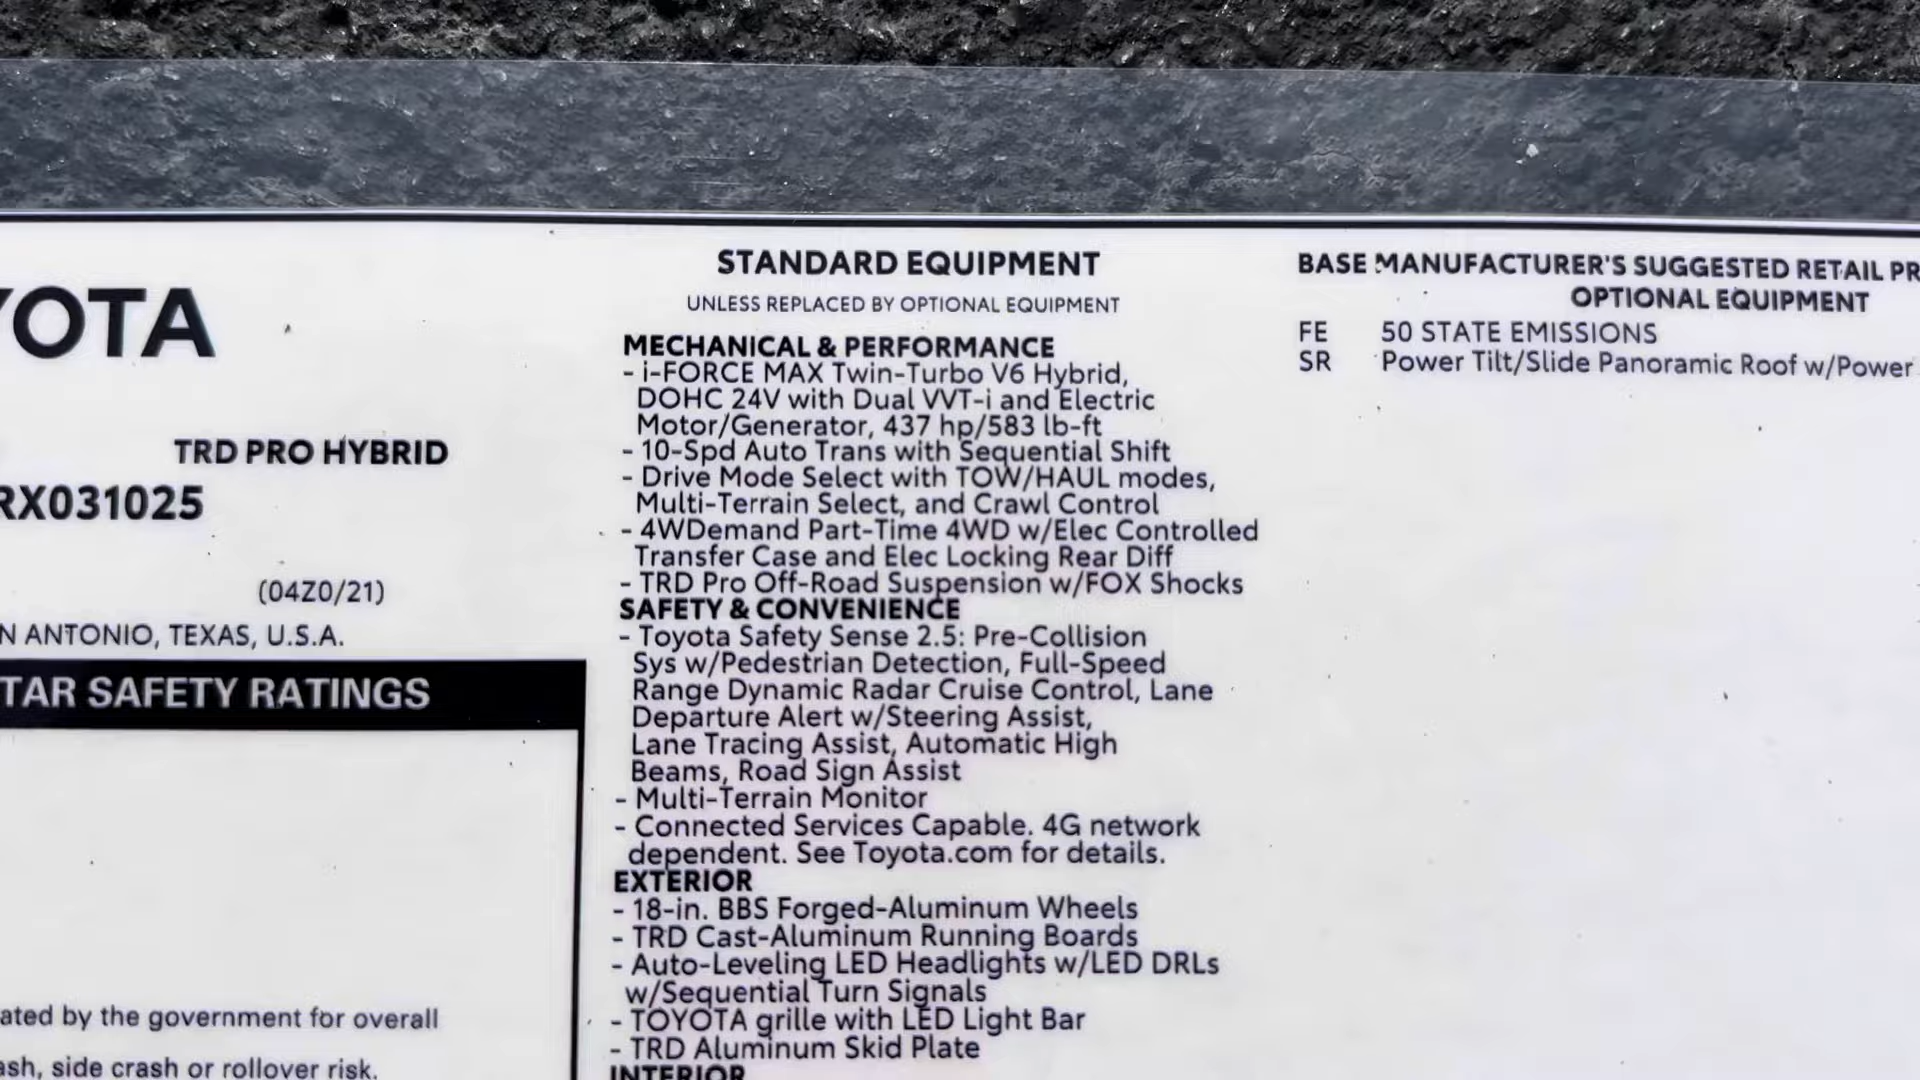 YOTA
TRD PRO HYBRID
RX031025
(04Z0/21)
N ANTONIO, TEXAS, U.S.A.
TAR SAFETY RATINGS
ated by the government for overall
ash, side crash or rollover risk.
STANDARD EQUIPMENT
UNLESS REPLACED BY OPTIONAL EQUIPMENT
MECHANICAL & PERFORMANCE
- i-FORCE MAX Twin-Turbo V6 Hybrid,
DOHC 24V with Dual VVT-i and Electric
Motor/Generator, 437 hp/583 lb-ft
- 10-Spd Auto Trans with Sequential Shift
- Drive Mode Select with TOW/HAUL modes,
Multi-Terrain Select, and Crawl Control
- 4WDemand Part-Time 4WD w/Elec Controlled
Transfer Case and Elec Locking Rear Diff
- TRD Pro Off-Road Suspension w/FOX Shocks
SAFETY & CONVENIENCE
- Toyota Safety Sense 2.5: Pre-Collision
Sys w/Pedestrian Detection, Full-Speed
Range Dynamic Radar Cruise Control, Lane
Departure Alert w/Steering Assist,
Lane Tracing Assist, Automatic High
Beams, Road Sign Assist
- Multi-Terrain Monitor
- Connected Services Capable. 4G network
dependent. See Toyota.com for details.
EXTERIOR
- 18-in. BBS Forged-Aluminum Wheels
- TRD Cast-Aluminum Running Boards
- Auto-Leveling LED Headlights w/LED DRLs
w/Sequential Turn Signals
- TOYOTA grille with LED Light Bar
- TRD Aluminum Skid Plate
INTERIOR
BASE MANUFACTURER'S SUGGESTED RETAIL PR
OPTIONAL EQUIPMENT
FE 50 STATE EMISSIONS
SR Power Tilt/Slide Panoramic Roof w/Power